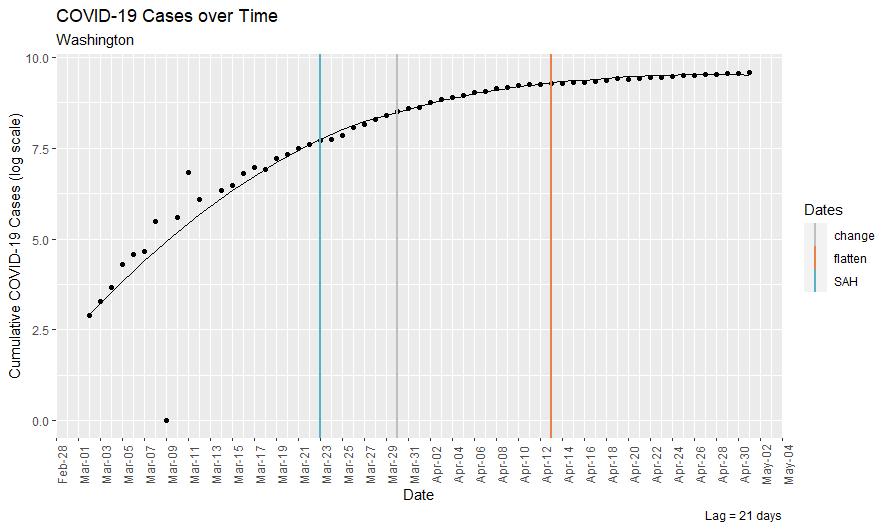 COVID-19 Cases over Time
Washington
Cumulative COVID-19 Cases (log scale)
10.0
7.5
5.0
2.5
0.0
Feb-28
Mar-01
Mar-03
Mar-05
Mar-07
Mar-09
Mar-11
Mar-13
Mar-15
Mar-17
Mar-19
Mar-21
Mar-23
Mar-25
Mar-27
Mar-29
Mar-31
Apr-02
Apr-04
Apr-06
Apr-08
Apr-10
Apr-12
Apr-14
Apr-16
Apr-18
Apr-20
Apr-22
Apr-24
Apr-26
Apr-28
Apr-30
May-02
May-04
Date
Dates
change
flatten
SAH
Lag = 21 days